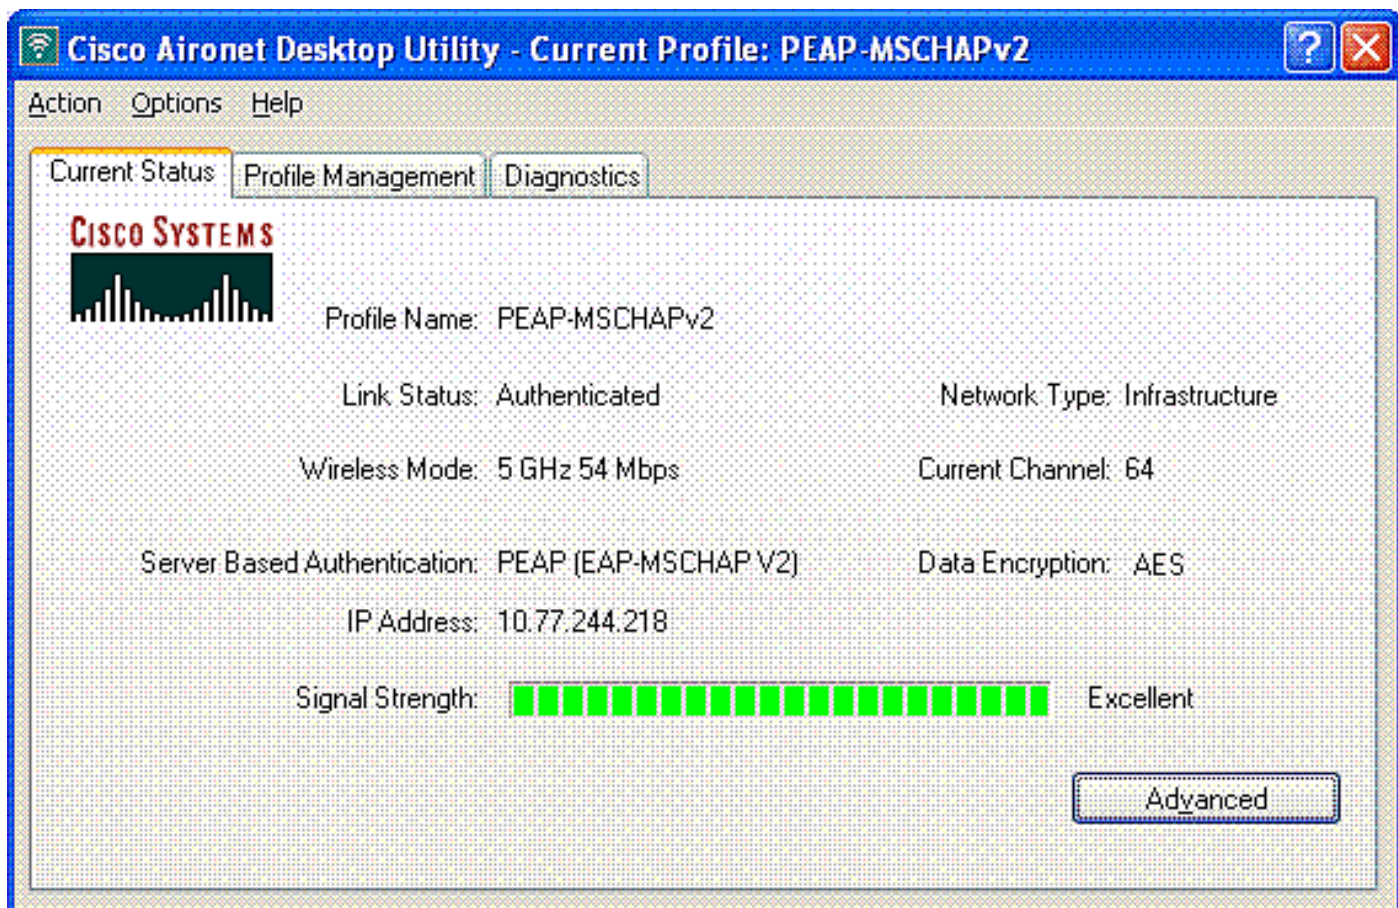 Cisco Aironet Desktop Utility - Current Profile: PEAP-MSCHAPv2
?
Action Options Help
Current Status Profile Management Diagnostics
CISCO SYSTEMS
Profile Name: PEAP-MSCHAPv2
Link Status: Authenticated Network Type: Infrastructure
Wireless Mode: 5 GHz 54 Mbps Current Channel: 64
Server Based Authentication: PEAP (EAP-MSCHAP V2) Data Encryption: AES
IP Address: 10.77.244.218
Signal Strength: Excellent
Advanced